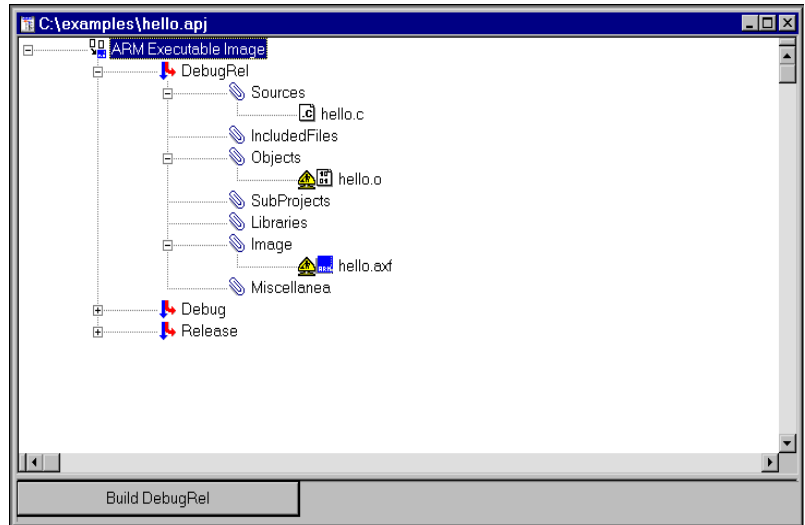 C:\examples\hello.apj
ARM Executable Image
DebugRel
Sources
.c hello.c
IncludedFiles
Objects
hello.o
SubProjects
Libraries
Image
ARM hello.axf
Miscellanea
Debug
Release
Build DebugRel